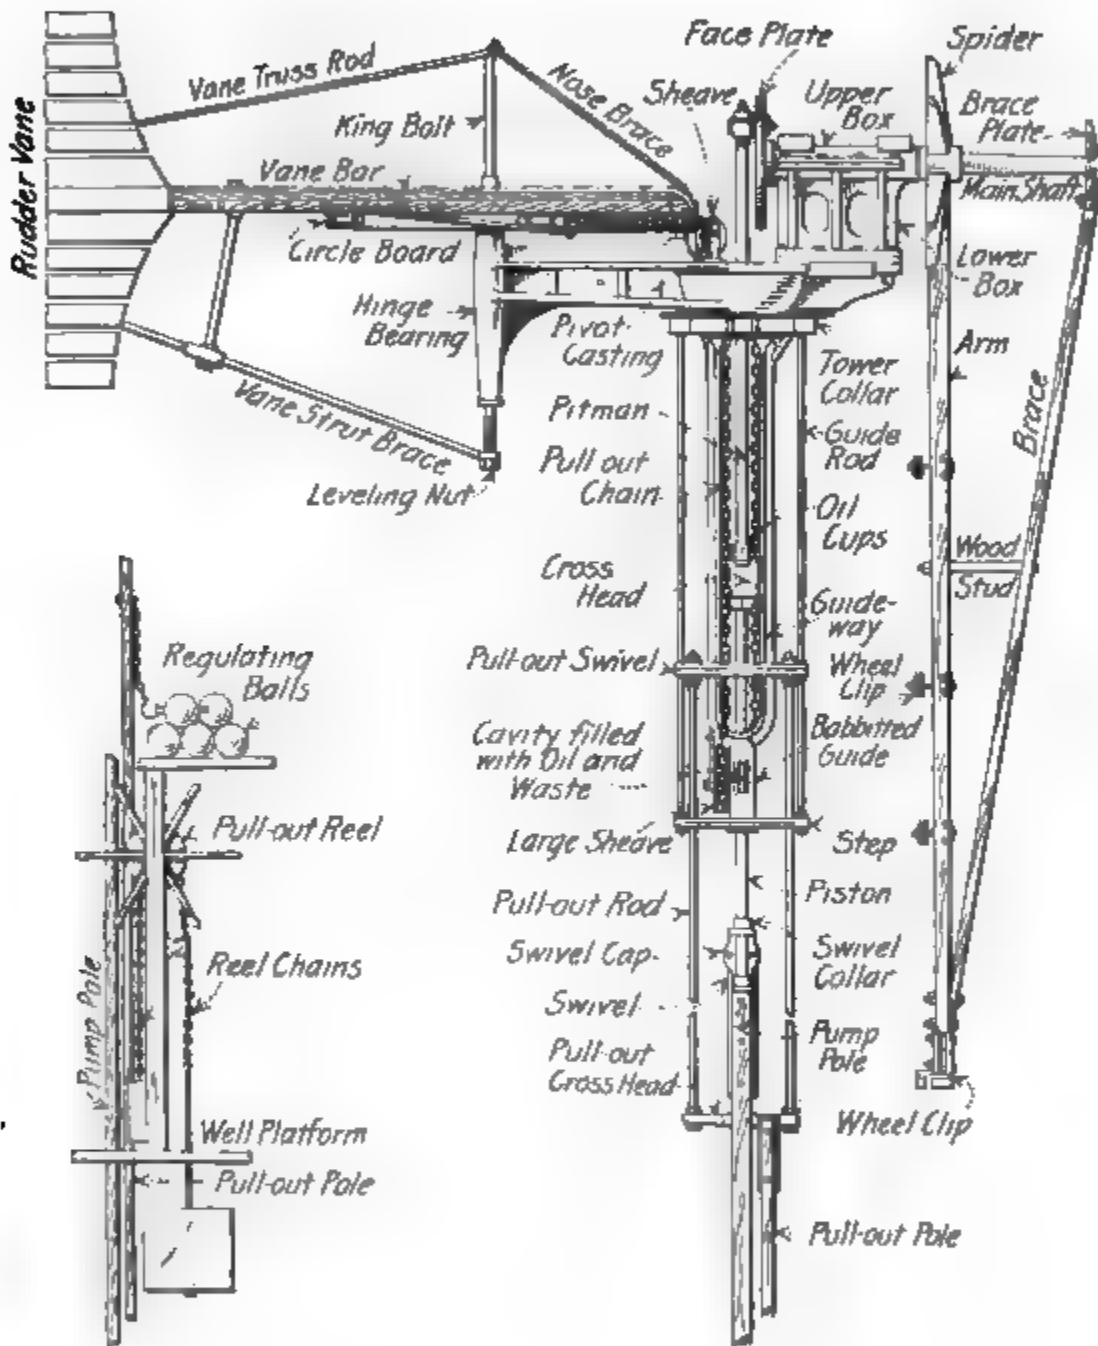 Face Plate
Spider
Vane Truss Rod
Nose Brace
Sheave
Upper
Box
Brace
Plate
King Bolt
Rudder Vane
Vane Bar
Main Shaft
Circle Board
Lower
Box
Hinge
Bearing
Pivot
Casting
Arm
Tower
Collar
Vane Strut Brace
Pitman
Guide
Rod
Brace
Pull out
Chain
Leveling Nut
Oil
Cups
Wood
Stud
Cross
Head
Guide-
way
Regulating
Balls
Pull-out Swivel
Wheel
Clip
Cavity filled
with Oil and
Waste
Babbitted
Guide
Pull-out Reel
Large Sheave
Step
Pull-out Rod
Piston
Reel Chains
Swivel Cap
Swivel
Collar
Pump Pole
Swivel
Pull-out
Cross Head
Pump
Pole
Well Platform
Wheel Clip
Pull-out Pole
Pull-out Pole